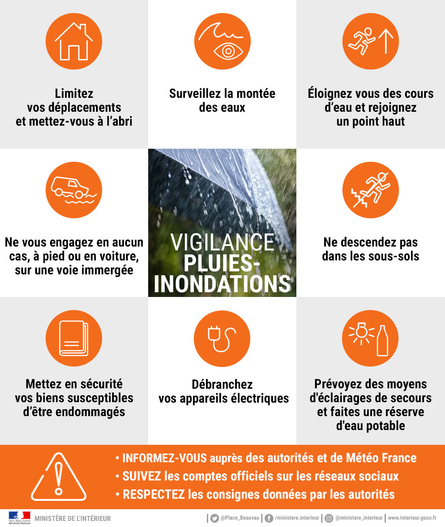 Limitez
vos déplacements
et mettez-vous à l'abri
Surveillez la montée
des eaux
Éloignez vous des cours
d'eau et rejoignez
un point haut
Ne vous engagez en aucun
cas, à pied ou en voiture,
sur une voie immergée
VIGILANCE
PLUIES-
INONDATIONS
Ne descendez pas
dans les sous-sols
Mettez en sécurité
vos biens susceptibles
d'être endommagés
Débranchez
vos appareils électriques
Prévoyez des moyens
d'éclairages de secours
et faites une réserve
d'eau potable
• INFORMEZ-VOUS auprès des autorités et de Météo France
• SUIVEZ les comptes officiels sur les réseaux sociaux
• RESPECTEZ les consignes données par les autorités
MINISTÈRE DE L'INTÉRIEUR
@Place_Beauvau
/ministere.interieur
@ministere_interieur
www.interieur.gouv.fr